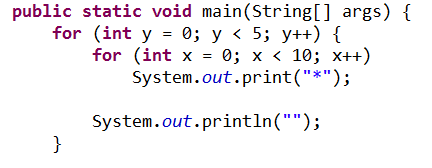 public static void main(String[] args) {
    for (int y = 0; y < 5; y++) {
        for (int x = 0; x < 10; x++)
            System.out.print("*");

        System.out.println("");
    }